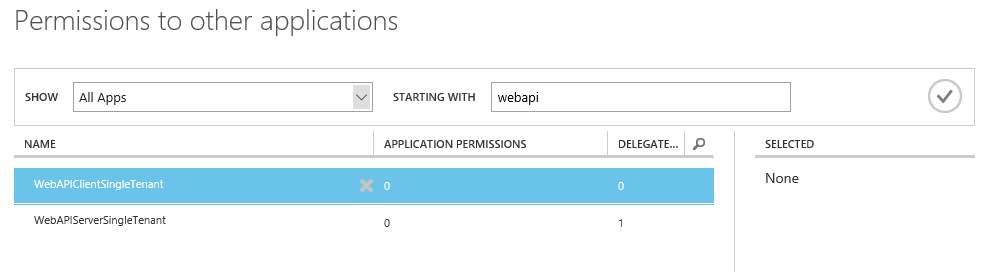 Permissions to other applications
SHOW All Apps STARTING WITH webapi
NAME APPLICATION PERMISSIONS DELEGATE... SELECTED
WebAPIClientSingleTenant 0 0 None
WebAPIServerSingleTenant 0 1